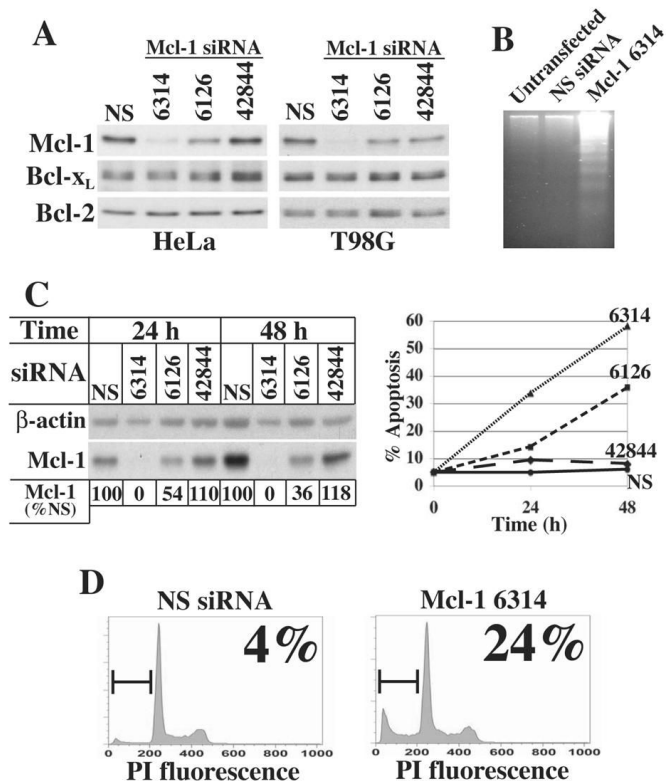 A
Mcl-1 siRNA
Mcl-1 siRNA
NS
6314
6126
42844
NS
6314
6126
42844
Mcl-1
Bcl-xL
Bcl-2
HeLa
T98G
B
Untransfected
NS siRNA
Mcl-1 6314
C
Time 24 h 48 h
siRNA NS 6314 6126 42844 NS 6314 6126 42844
β-actin
Mcl-1
Mcl-1 100 0 54 110 100 0 36 118
(%NS)
% Apoptosis
60
50
40
30
20
10
0
0 24 48
Time (h)
6314
6126
42844
NS
D
NS siRNA
4%
0 200 400 600 800 1000
PI fluorescence
Mcl-1 6314
24%
0 200 400 600 800 1000
PI fluorescence